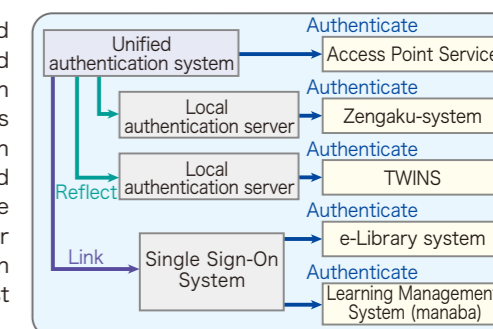 Authenticate
Unified
authentication system
Access Point Service
Authenticate
Local
authentication server
Zengaku-system
Authenticate
Local
authentication server
TWINS
Reflect
Authenticate
e-Library system
Link
Single Sign-On
System
Authenticate
Learning Managemen
System (manaba)